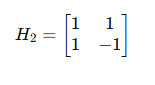 H₂ = [1 1
1 −1]